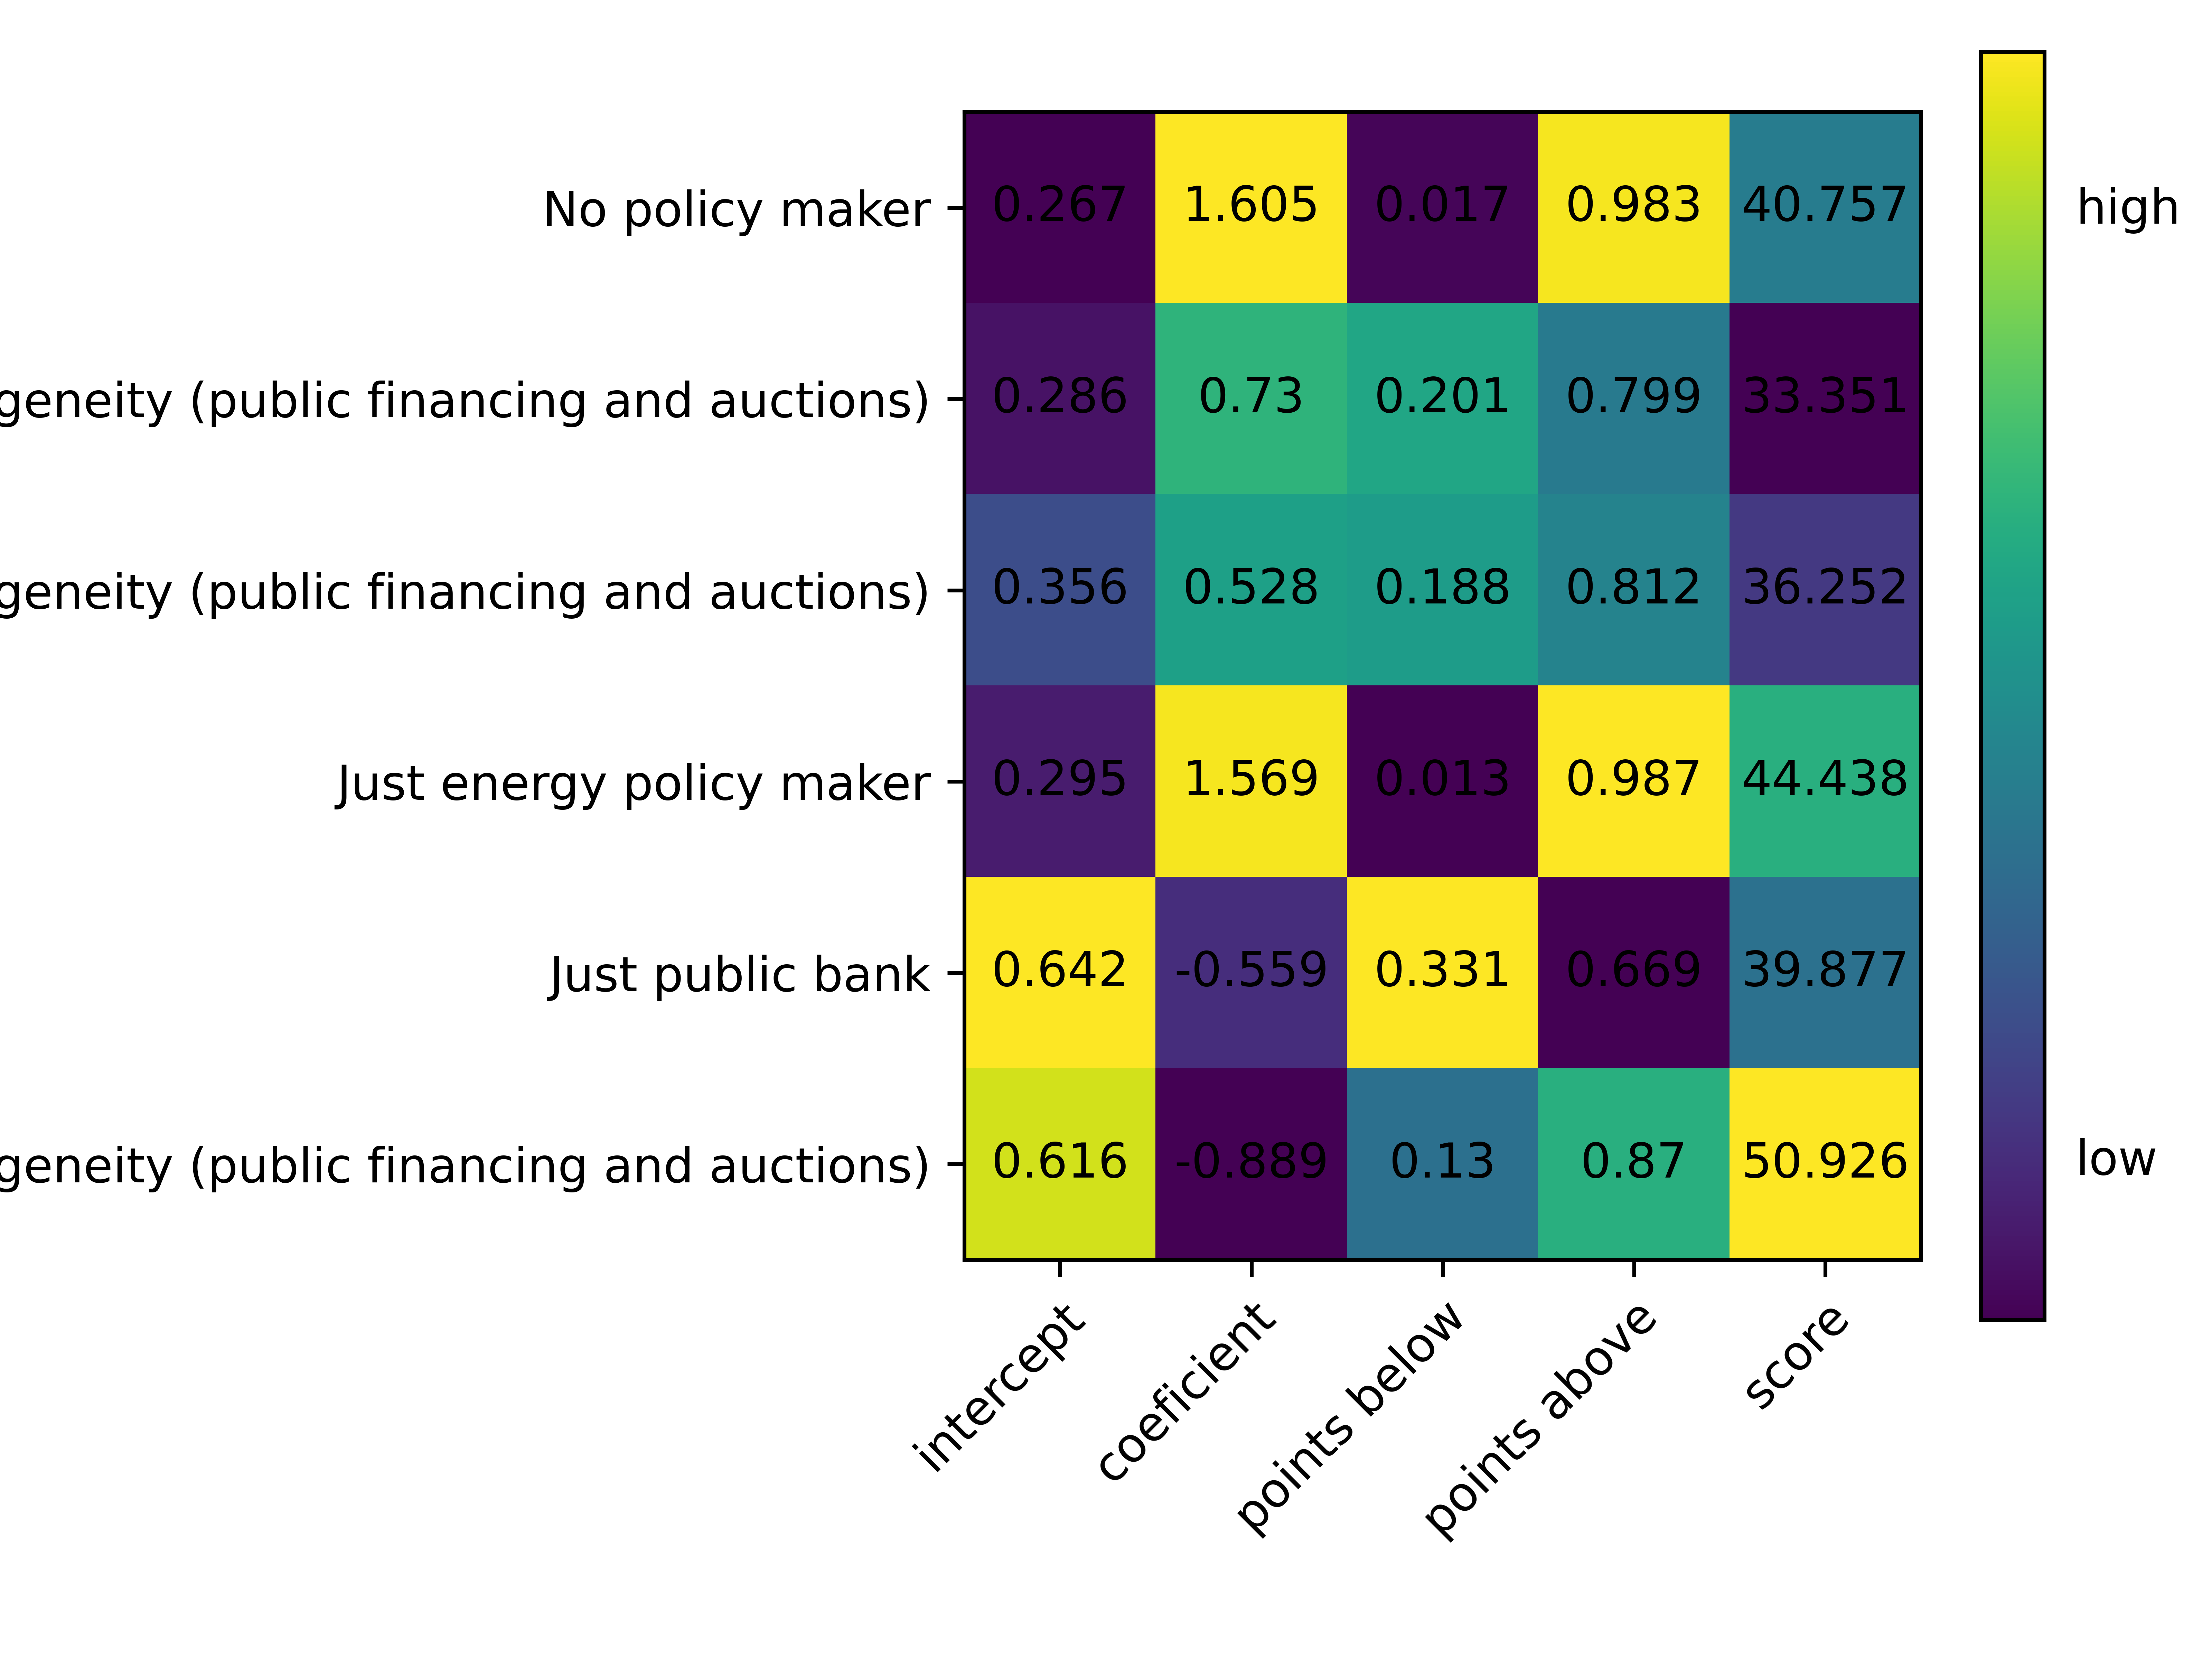 No policy maker 0.267 1.605 0.017 0.983 40.757
high
geneity (public financing and auctions) 0.286 0.73 0.201 0.799 33.351
geneity (public financing and auctions) 0.356 0.528 0.188 0.812 36.252
Just energy policy maker 0.295 1.569 0.013 0.987 44.438
Just public bank 0.642 -0.559 0.331 0.669 39.877
geneity (public financing and auctions) 0.616 -0.889 0.13 0.87 50.926
low
intercept
coeficient
points below
points above
score